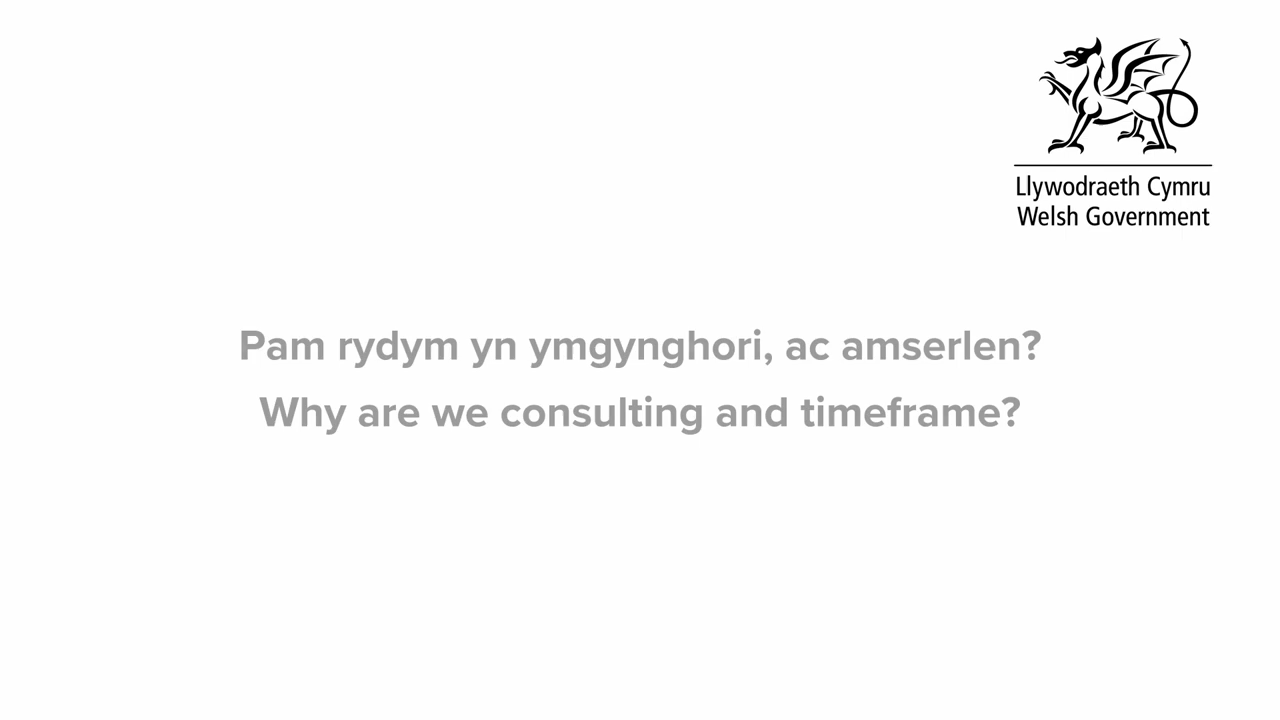 Llywodraeth Cymru
Welsh Government
Pam rydym yn ymgynghori, ac amserlen?
Why are we consulting and timeframe?